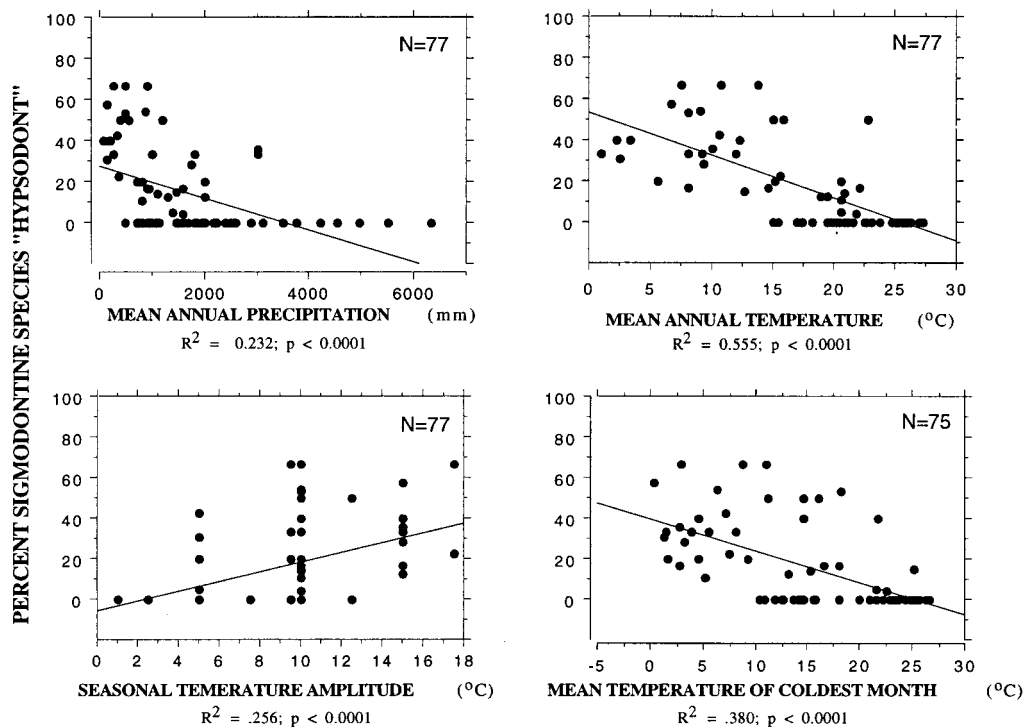 PERCENT SIGMODONTINE SPECIES "HYPSODONT"
100
80
60
40
20
0
N=77
0 2000 4000 6000
MEAN ANNUAL PRECIPITATION (mm)
R² = 0.232; p < 0.0001
100
80
60
40
20
0
N=77
0 5 10 15 20 25 30
MEAN ANNUAL TEMPERATURE (°C)
R² = 0.555; p < 0.0001
100
80
60
40
20
0
N=77
0 2 4 6 8 10 12 14 16 18
SEASONAL TEMERATURE AMPLITUDE (°C)
R² = .256; p < 0.0001
100
80
60
40
20
0
N=75
-5 0 5 10 15 20 25 30
MEAN TEMPERATURE OF COLDEST MONTH (°C)
R² = .380; p < 0.0001